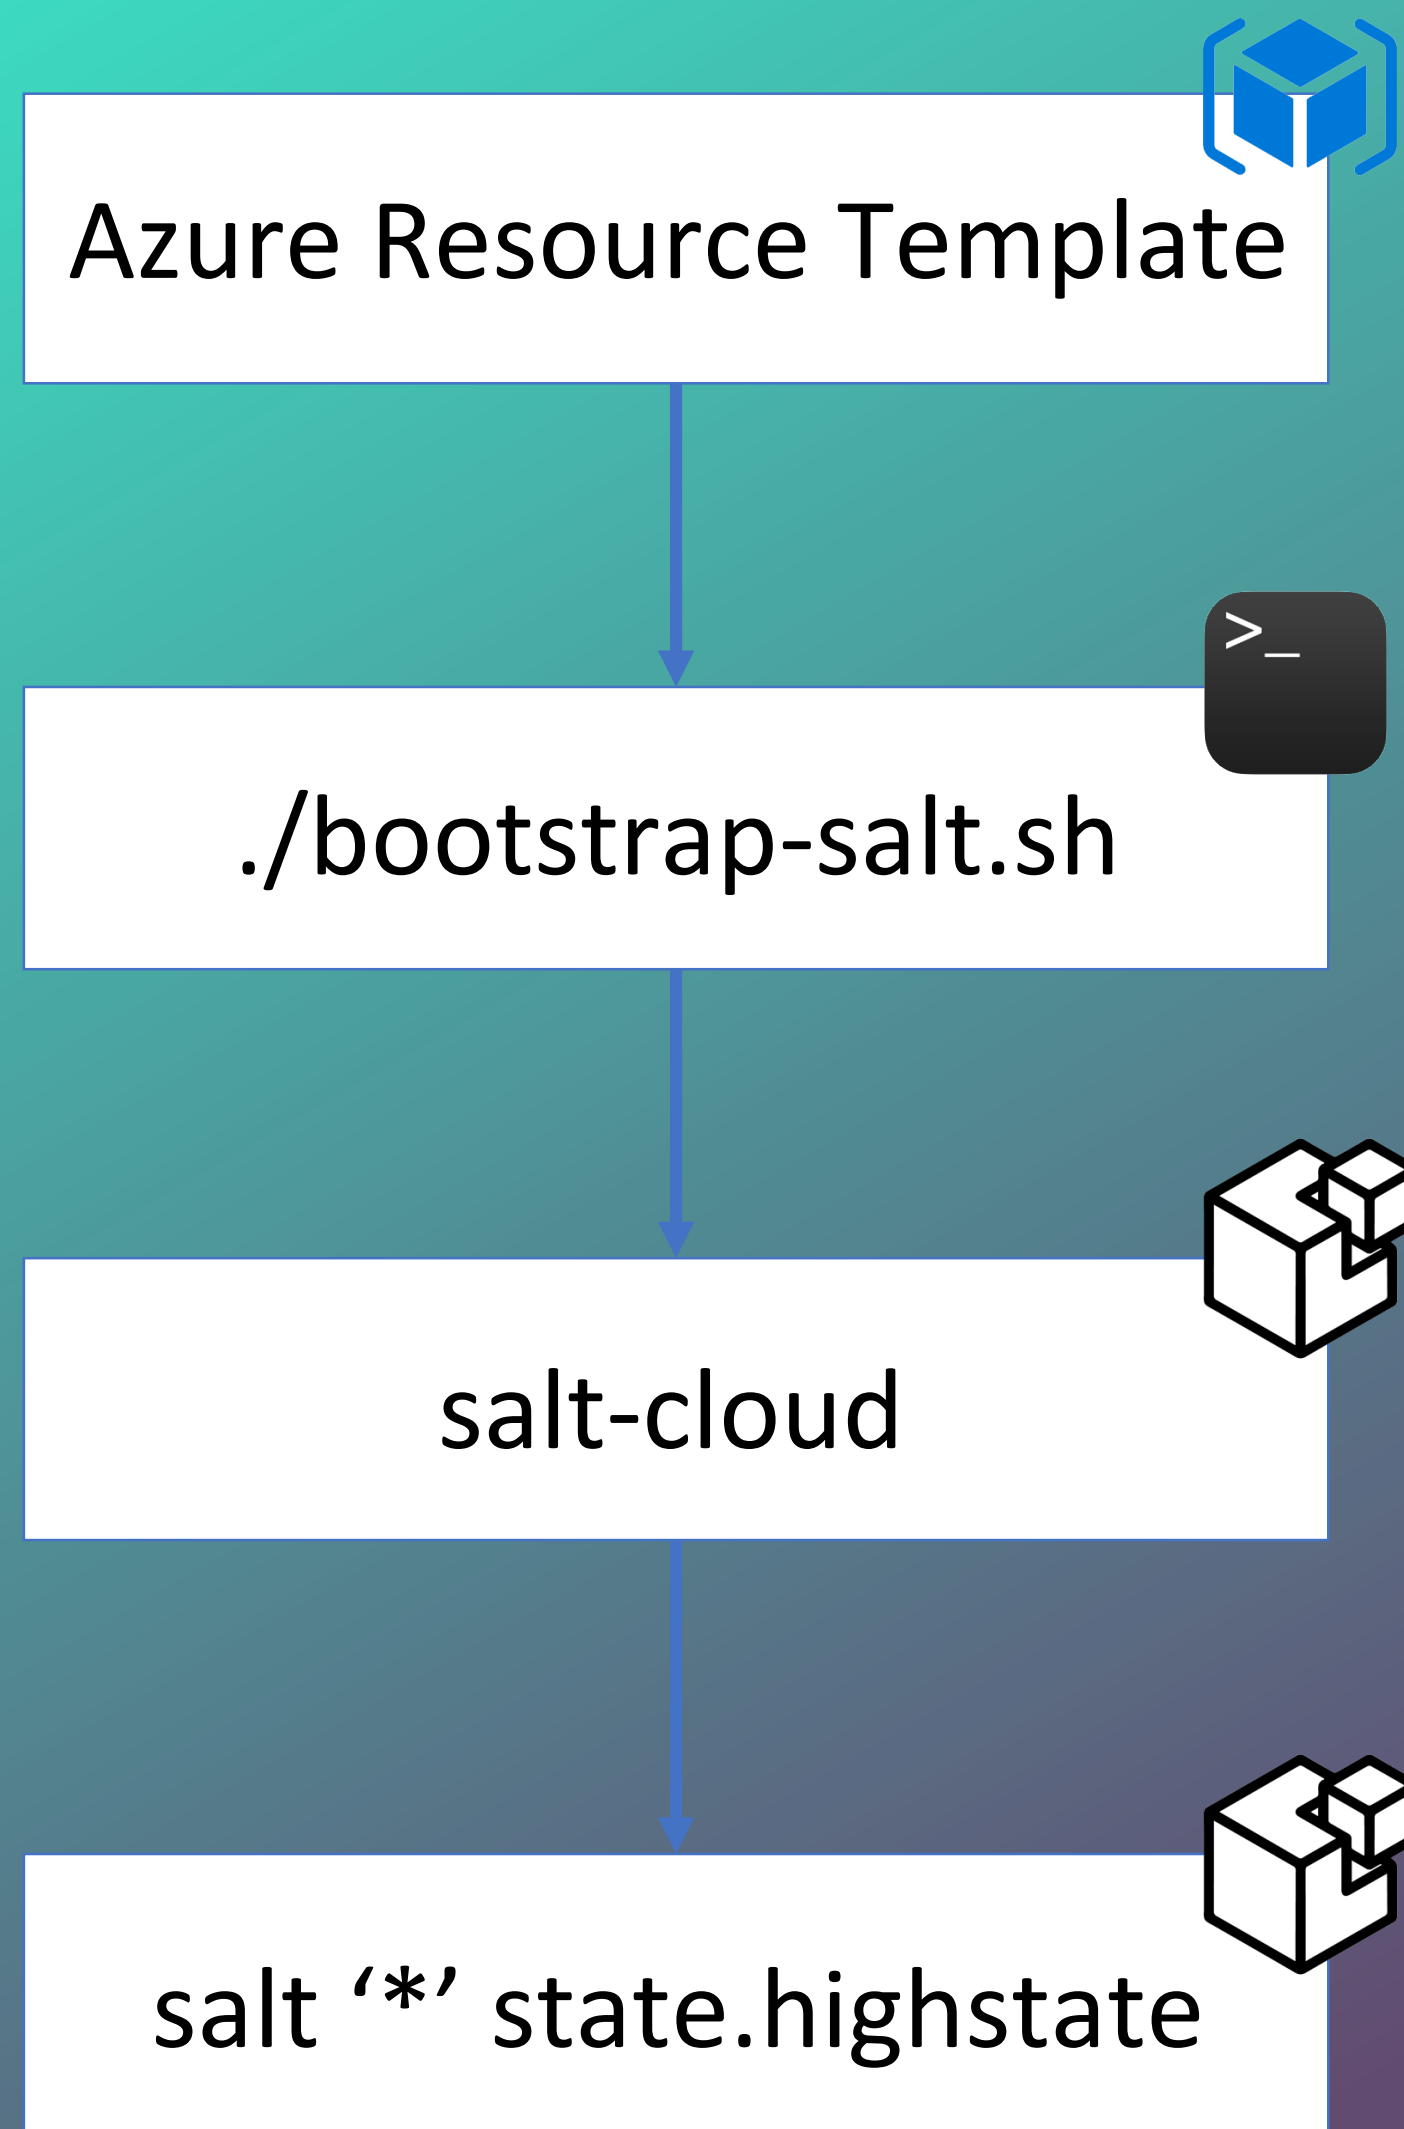 Azure Resource Template
>_
./bootstrap-salt.sh
salt-cloud
salt ‘*’ state.highstate